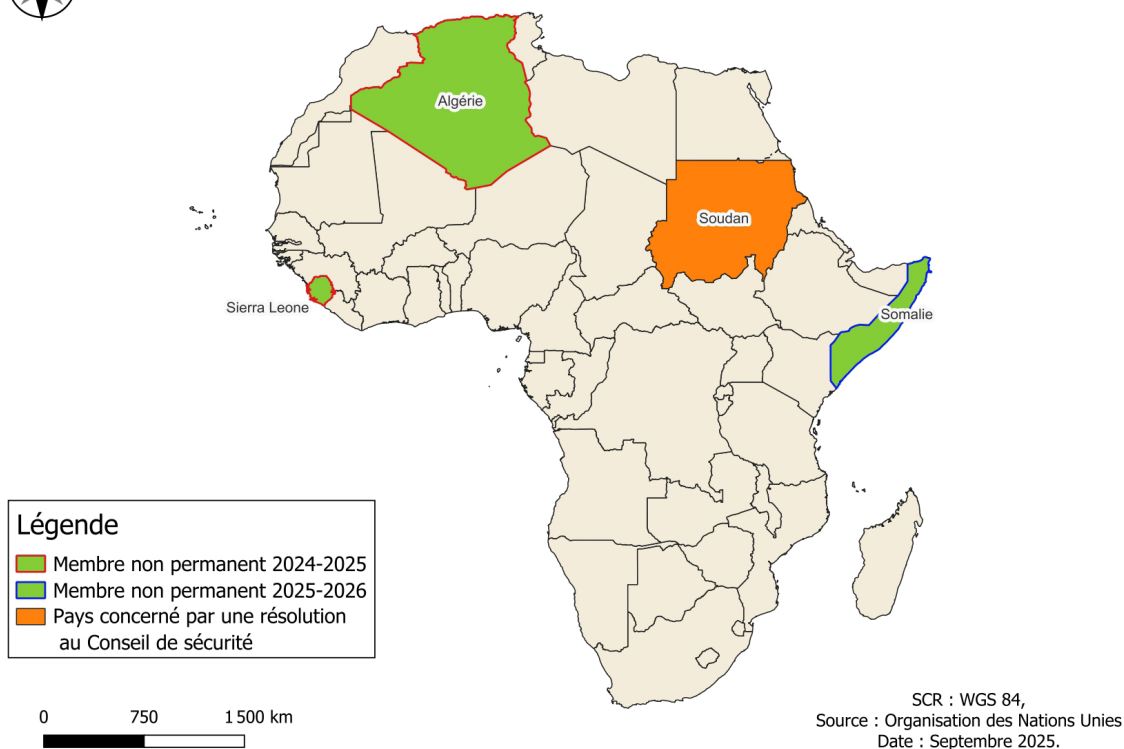 Algérie
Soudan
Sierra Leone
Somalie
Légende
Membre non permanent 2024-2025
Membre non permanent 2025-2026
Pays concerné par une résolution
au Conseil de sécurité
0 750 1 500 km
SCR : WGS 84,
Source : Organisation des Nations Unies
Date : Septembre 2025.